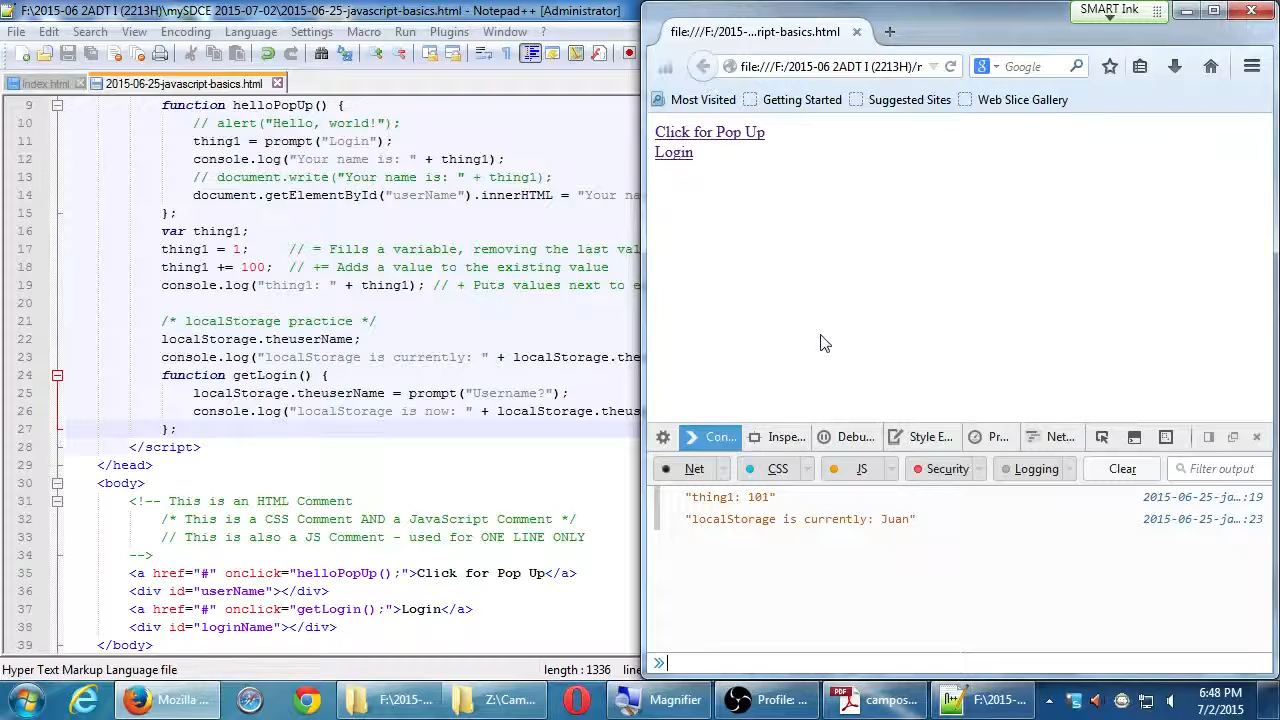 F:\2015-06 2ADT I (2213H)\mySDCE 2015-07-02\2015-06-25-javascript-basics.html - Notepad++ [Administrator]
File Edit Search View Encoding Language Settings Macro Run Plugins Window ?
index.html 2015-06-25-javascript-basics.html
9 function helloPopUp() {
10 // alert("Hello, world!");
11 thing1 = prompt("Login");
12 console.log("Your name is: " + thing1);
13 // document.write("Your name is: " + thing1);
14 document.getElementById("userName").innerHTML = "Your na
15 };
16 var thing1;
17 thing1 = 1; // = Fills a variable, removing the last val
18 thing1 += 100; // += Adds a value to the existing value
19 console.log("thing1: " + thing1); // + Puts values next to e
20
21 /* localStorage practice */
22 localStorage.theuserName;
23 console.log("localStorage is currently: " + localStorage.the
24 function getLogin() {
25 localStorage.theuserName = prompt("Username?");
26 console.log("localStorage is now: " + localStorage.theus
27 };
28 </script>
29 </head>
30 <body>
31 <!-- This is an HTML Comment
32 /* This is a CSS Comment AND a JavaScript Comment */
33 // This is also a JS Comment - used for ONE LINE ONLY
34 -->
35 <a href="#" onclick="helloPopUp();">Click for Pop Up</a>
36 <div id="userName"></div>
37 <a href="#" onclick="getLogin();">Login</a>
38 <div id="loginName"></div>
39 </body>
Hyper Text Markup Language file length : 1336 line
SMART Ink
file:///F:/2015-...ript-basics.html
file:///F:/2015-06 2ADT I (2213H)/m
Google
Most Visited Getting Started Suggested Sites Web Slice Gallery
Click for Pop Up
Login
Con... Inspe... Debu... Style E... Pr... Net...
Net CSS JS Security Logging Clear Filter output
"thing1: 101" 2015-06-25-ja...:19
"localStorage is currently: Juan" 2015-06-25-ja...:23
Mozilla ... F:\2015-... Z:\Cam... Magnifier Profile: ... campos... F:\2015-...
6:48 PM
7/2/2015